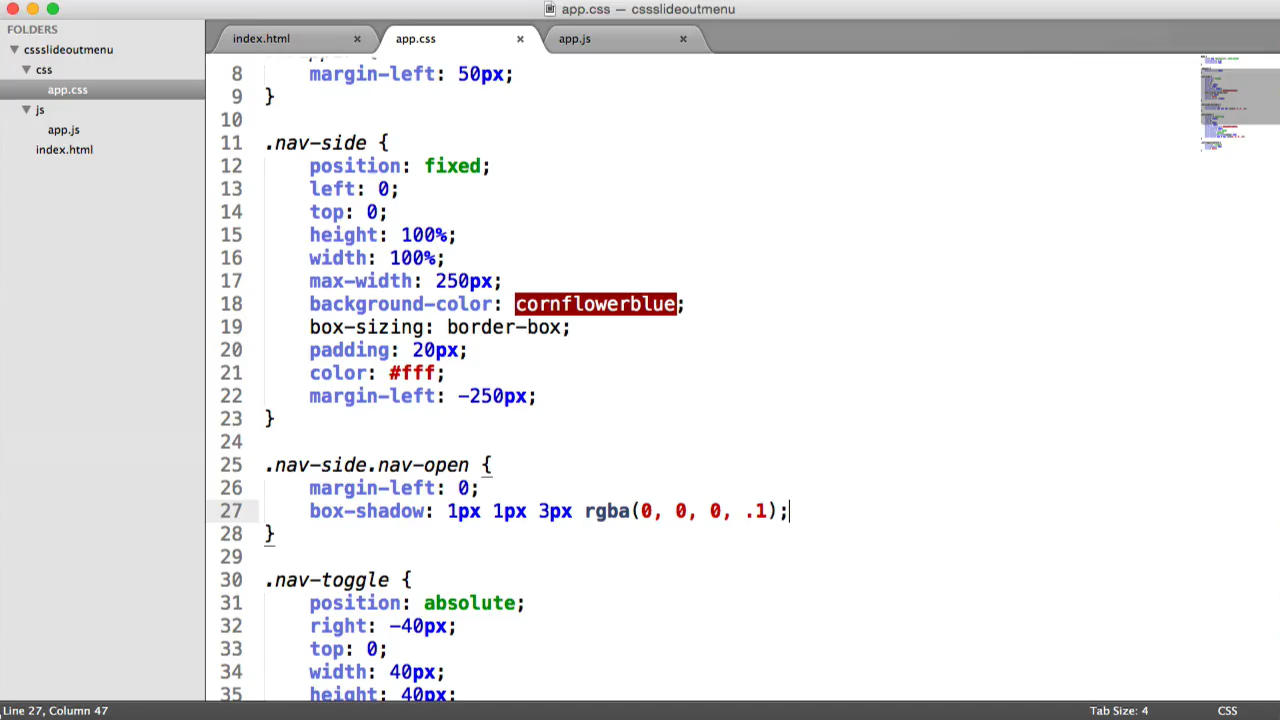 app.css — cssslideoutmenu
FOLDERS
cssslideoutmenu
css
app.css
js
app.js
index.html
index.html ×
app.css ×
app.js ×
8 margin-left: 50px;
9 }
10
11 .nav-side {
12 position: fixed;
13 left: 0;
14 top: 0;
15 height: 100%;
16 width: 100%;
17 max-width: 250px;
18 background-color: cornflowerblue;
19 box-sizing: border-box;
20 padding: 20px;
21 color: #fff;
22 margin-left: -250px;
23 }
24
25 .nav-side.nav-open {
26 margin-left: 0;
27 box-shadow: 1px 1px 3px rgba(0, 0, 0, .1);
28 }
29
30 .nav-toggle {
31 position: absolute;
32 right: -40px;
33 top: 0;
34 width: 40px;
35 height: 40px;
Line 27, Column 47
Tab Size: 4
CSS